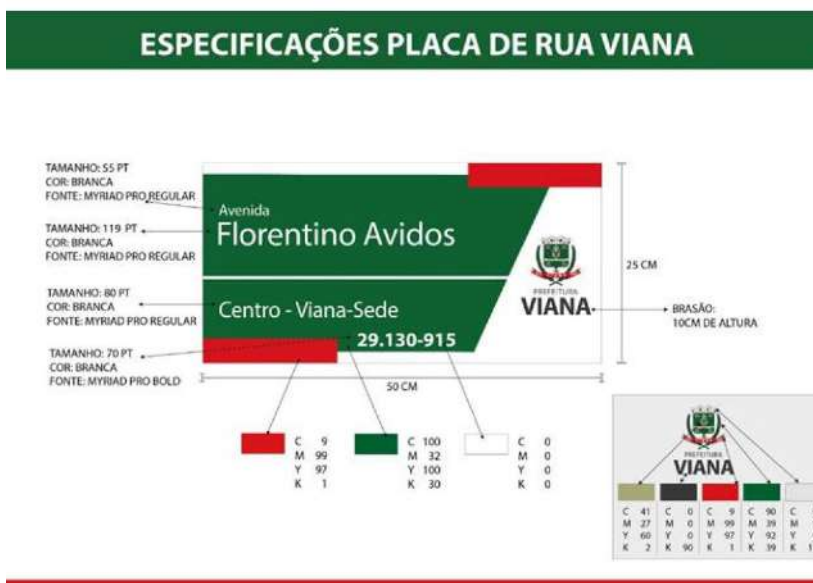 ESPECIFICAÇÕES PLACA DE RUA VIANA
TAMANHO: 55 PT
COR: BRANCA
FONTE: MYRIAD PRO REGULAR
TAMANHO: 119 PT
COR: BRANCA
FONTE: MYRIAD PRO REGULAR
TAMANHO: 80 PT
COR: BRANCA
FONTE: MYRIAD PRO REGULAR
TAMANHO: 70 PT
COR: BRANCA
FONTE: MYRIAD PRO BOLD
Avenida
Florentino Avidos
Centro - Viana-Sede
29.130-915
PREFEITURA
VIANA
25 CM
BRASÃO:
10CM DE ALTURA
50 CM
C 9
M 99
Y 97
K 1
C 100
M 32
Y 100
K 30
C 0
M 0
Y 0
K 0
PREFEITURA
VIANA
C 41
M 27
Y 60
K 2
C 0
M 0
Y 0
K 90
C 9
M 99
Y 97
K 1
C 90
M 39
Y 92
K 39
C
M
Y
K